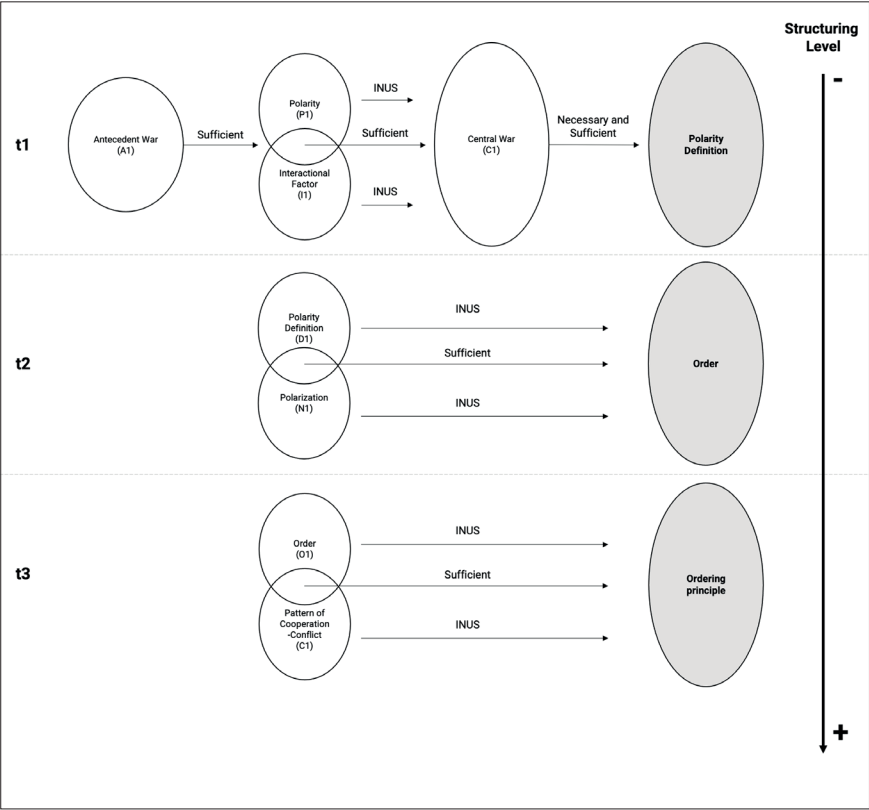 Structuring
Level
-
t1
Antecedent War
(A1)
Sufficient
Polarity
(P1)
Interactional
Factor
(I1)
INUS
Sufficient
INUS
Central War
(C1)
Necessary and
Sufficient
Polarity
Definition
t2
Polarity
Definition
(D1)
Polarization
(N1)
INUS
Sufficient
INUS
Order
t3
Order
(O1)
Pattern of
Cooperation
-Conflict
(C1)
INUS
Sufficient
INUS
Ordering
principle
+